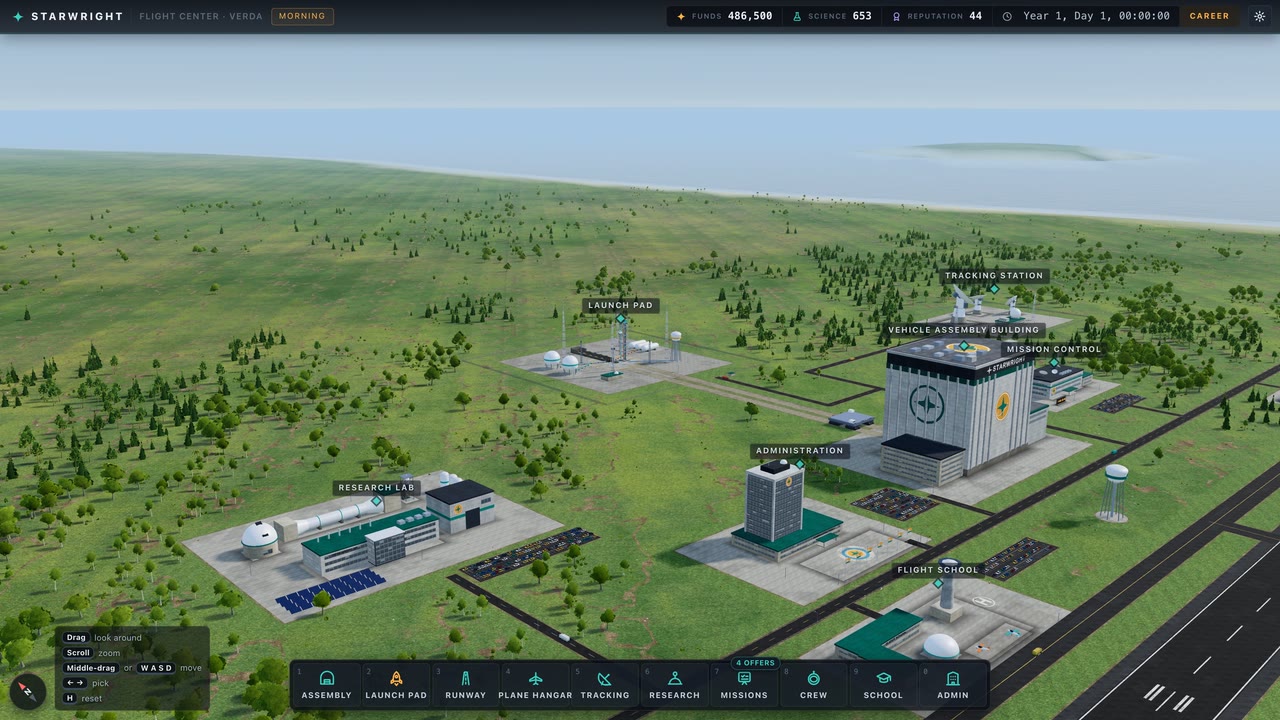 STARWRIGHT FLIGHT CENTER · VERDA MORNING FUNDS 486,500 SCIENCE 653 REPUTATION 44 Year 1, Day 1, 00:00:00 CAREER
TRACKING STATION
LAUNCH PAD
VEHICLE ASSEMBLY BUILDING
MISSION CONTROL
STARWRIGHT
ADMINISTRATION
RESEARCH LAB
FLIGHT SCHOOL
Drag look around
Scroll zoom
Middle-drag or W A S D move
← → pick
H reset
4 OFFERS
1 2 3 4 5 6 7 8 9 0
ASSEMBLY LAUNCH PAD RUNWAY PLANE HANGAR TRACKING RESEARCH MISSIONS CREW SCHOOL ADMIN